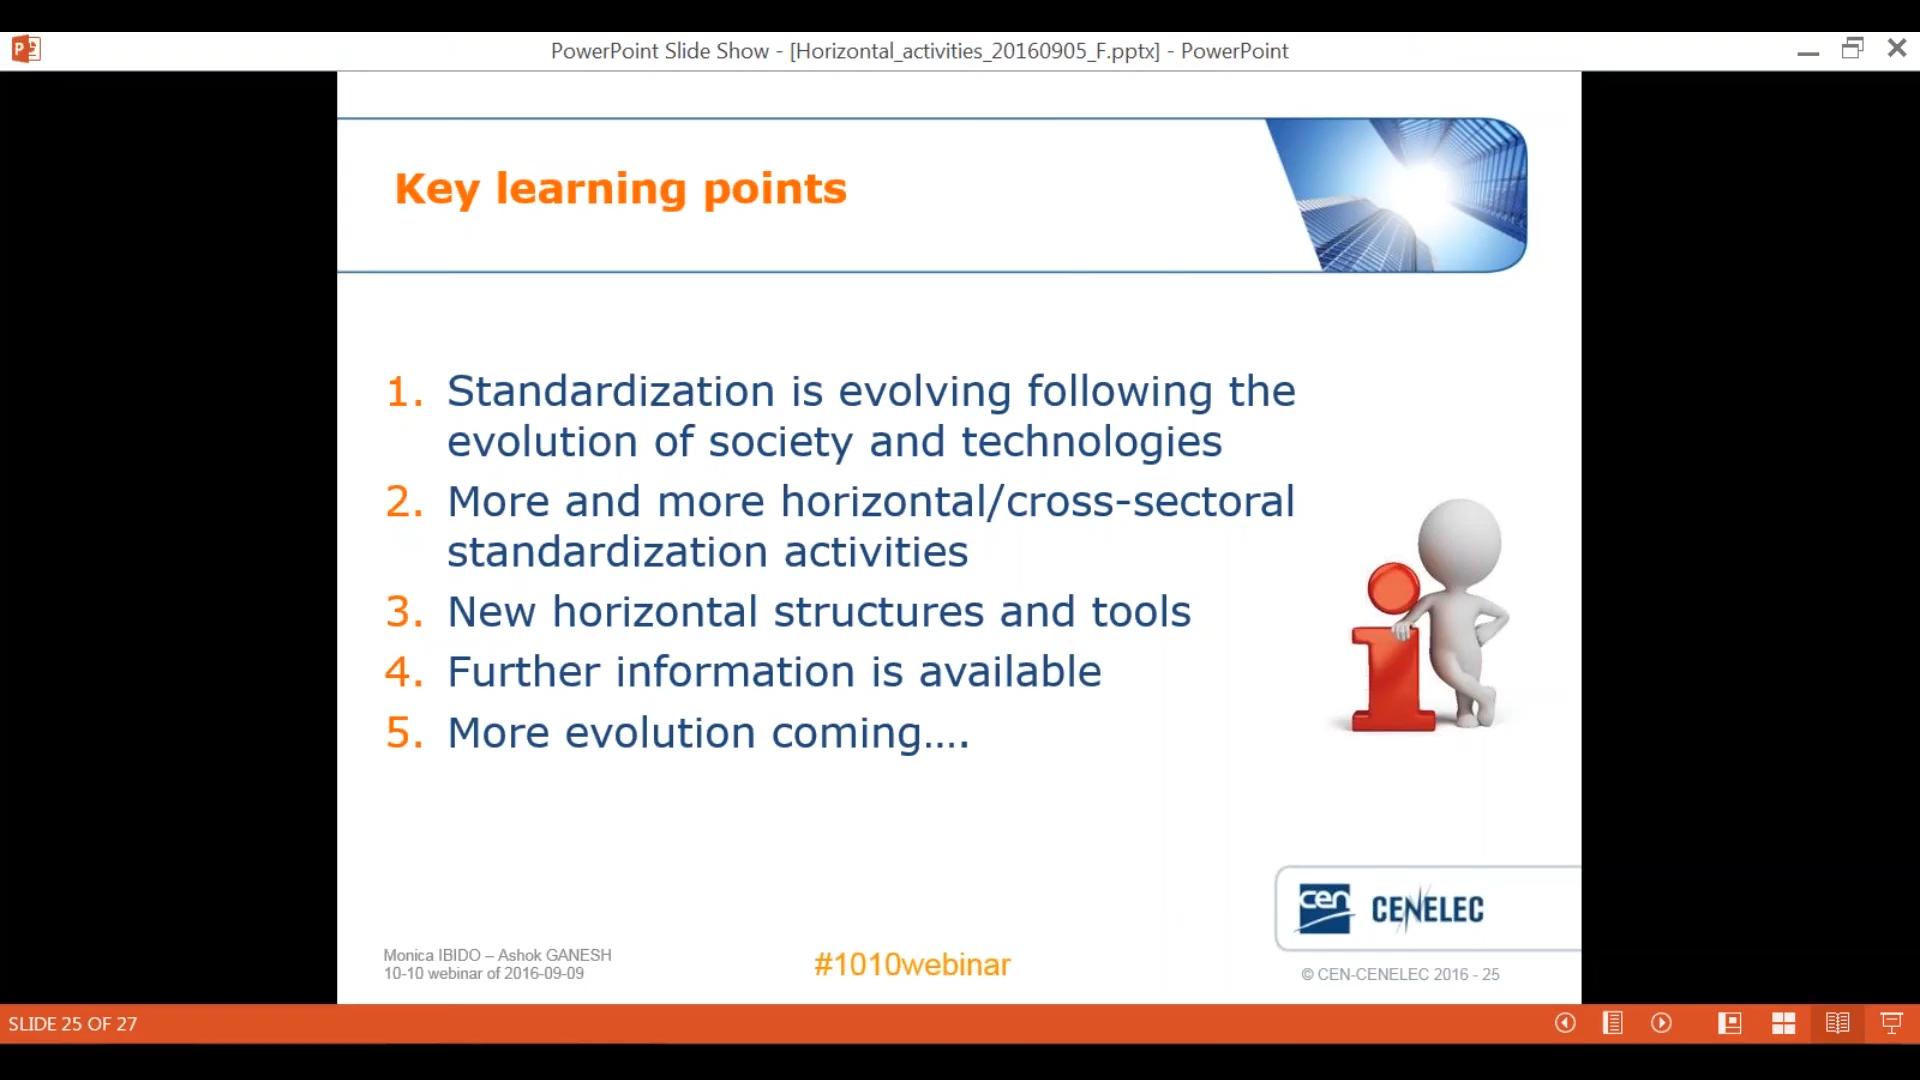 PowerPoint Slide Show - [Horizontal_activities_20160905_F.pptx] - PowerPoint
Key learning points
1. Standardization is evolving following the
evolution of society and technologies
2. More and more horizontal/cross-sectoral
standardization activities
3. New horizontal structures and tools
4. Further information is available
5. More evolution coming....
cen CENELEC
Monica IBIDO – Ashok GANESH
10-10 webinar of 2016-09-09
#1010webinar
© CEN-CENELEC 2016 - 25
SLIDE 25 OF 27